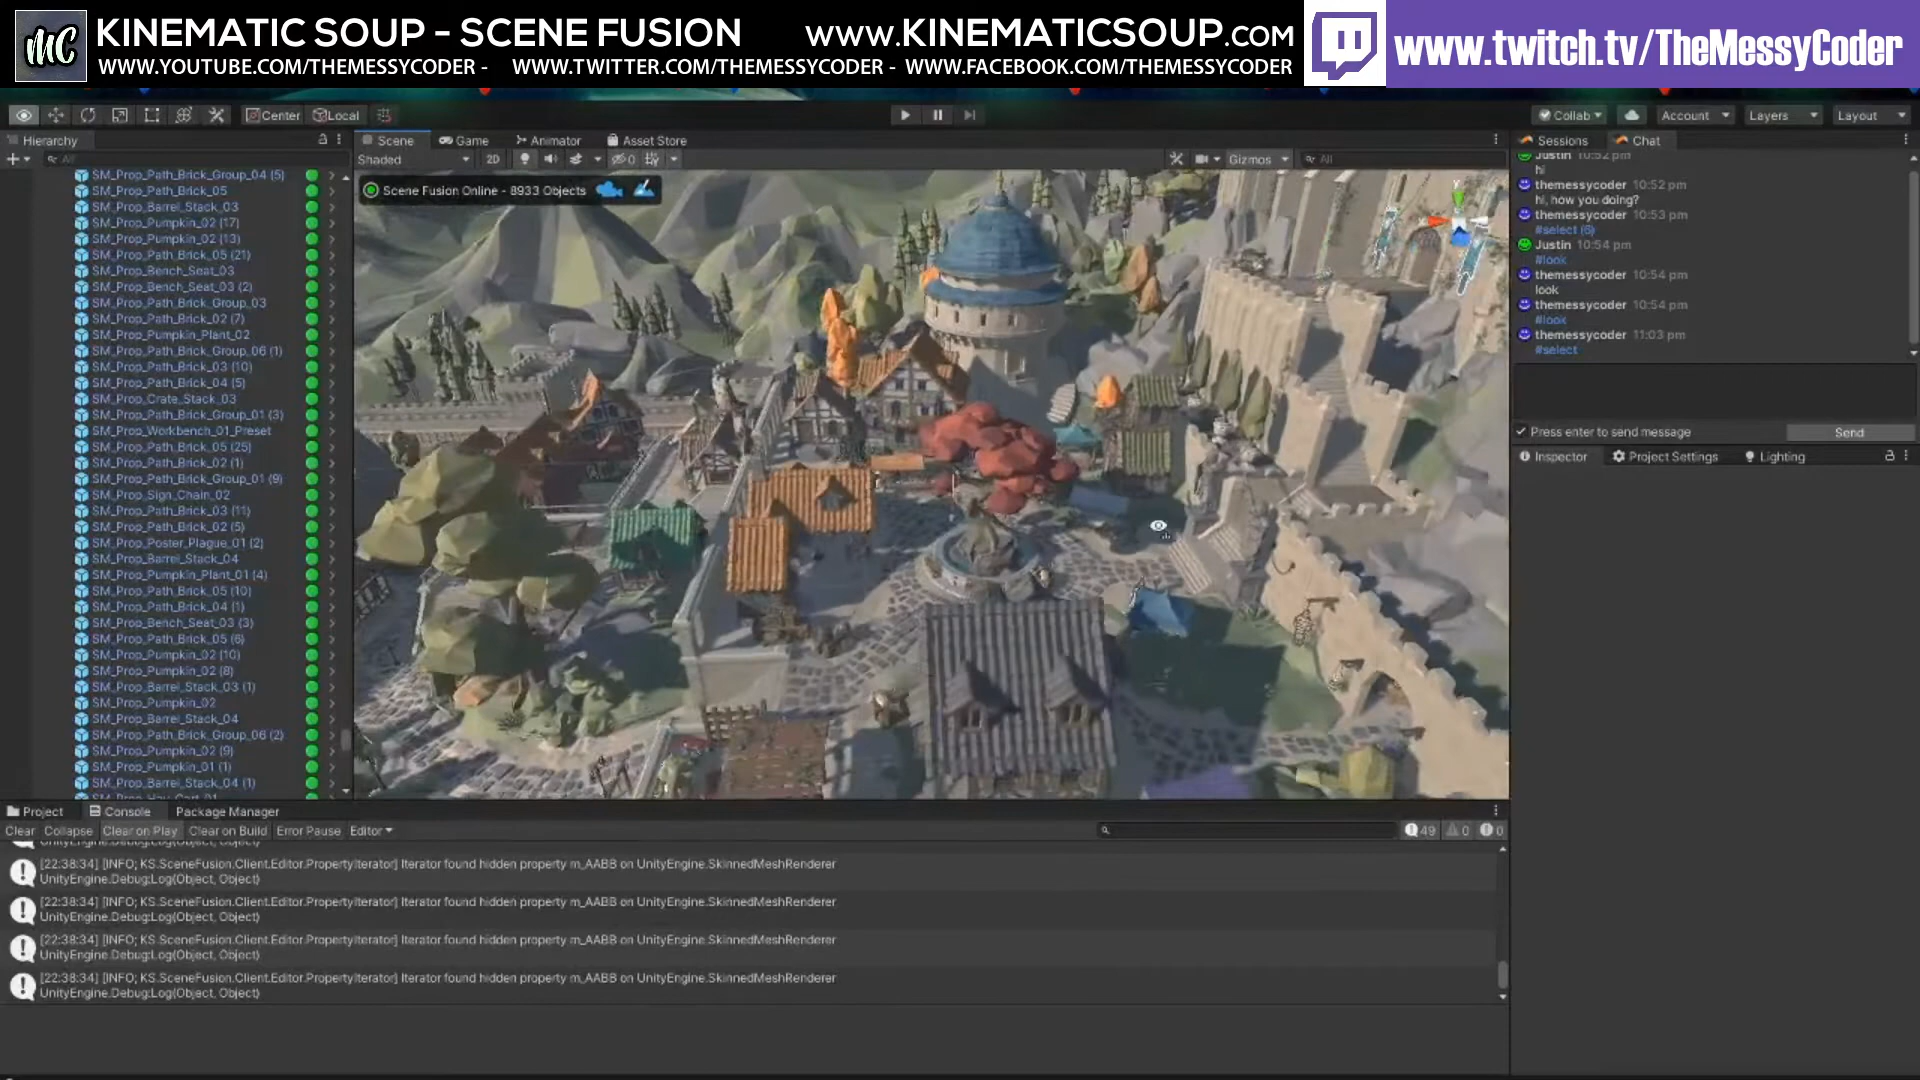 MC
KINEMATIC SOUP - SCENE FUSION
WWW.KINEMATICSOUP.COM
WWW.YOUTUBE.COM/THEMESSYCODER - WWW.TWITTER.COM/THEMESSYCODER - WWW.FACEBOOK.COM/THEMESSYCODER
www.twitch.tv/TheMessyCoder
Center
Local
Collab
Account
Layers
Layout
Hierarchy
All
SM_Prop_Path_Brick_Group_04 (5)
SM_Prop_Path_Brick_05
SM_Prop_Barrel_Stack_03
SM_Prop_Pumpkin_02 (17)
SM_Prop_Pumpkin_02 (13)
SM_Prop_Path_Brick_05 (21)
SM_Prop_Bench_Seat_03
SM_Prop_Bench_Seat_03 (2)
SM_Prop_Path_Brick_Group_03
SM_Prop_Path_Brick_02 (7)
SM_Prop_Pumpkin_Plant_02
SM_Prop_Path_Brick_Group_06 (1)
SM_Prop_Path_Brick_03 (10)
SM_Prop_Path_Brick_04 (5)
SM_Prop_Crate_Stack_03
SM_Prop_Path_Brick_Group_01 (3)
SM_Prop_Workbench_01_Preset
SM_Prop_Path_Brick_05 (25)
SM_Prop_Path_Brick_02 (1)
SM_Prop_Path_Brick_Group_01 (9)
SM_Prop_Sign_Chain_02
SM_Prop_Path_Brick_03 (11)
SM_Prop_Path_Brick_02 (5)
SM_Prop_Poster_Plague_01 (2)
SM_Prop_Barrel_Stack_04
SM_Prop_Pumpkin_Plant_01 (4)
SM_Prop_Path_Brick_05 (10)
SM_Prop_Path_Brick_04 (1)
SM_Prop_Bench_Seat_03 (3)
SM_Prop_Path_Brick_05 (6)
SM_Prop_Pumpkin_02 (10)
SM_Prop_Pumpkin_02 (8)
SM_Prop_Barrel_Stack_03 (1)
SM_Prop_Pumpkin_02
SM_Prop_Barrel_Stack_04
SM_Prop_Path_Brick_Group_06 (2)
SM_Prop_Pumpkin_02 (9)
SM_Prop_Pumpkin_01 (1)
SM_Prop_Barrel_Stack_04 (1)
SM_Prop_Hay_Cart_01
Scene
Game
Animator
Asset Store
Shaded
2D
0
Gizmos
All
Scene Fusion Online - 8933 Objects
Sessions
Chat
Justin 10:52 pm
hi
themessycoder 10:52 pm
hi, how you doing?
themessycoder 10:53 pm
#select (6)
Justin 10:54 pm
#look
themessycoder 10:54 pm
look
themessycoder 10:54 pm
#look
themessycoder 11:03 pm
#select
Press enter to send message
Send
Inspector
Project Settings
Lighting
Project
Console
Package Manager
Clear
Collapse
Clear on Play
Clear on Build
Error Pause
Editor
49
0
0
UnityEngine.Debug:Log(Object, Object)
[22:38:34] [INFO; KS.SceneFusion.Client.Editor.PropertyIterator] Iterator found hidden property m_AABB on UnityEngine.SkinnedMeshRenderer
UnityEngine.Debug:Log(Object, Object)
[22:38:34] [INFO; KS.SceneFusion.Client.Editor.PropertyIterator] Iterator found hidden property m_AABB on UnityEngine.SkinnedMeshRenderer
UnityEngine.Debug:Log(Object, Object)
[22:38:34] [INFO; KS.SceneFusion.Client.Editor.PropertyIterator] Iterator found hidden property m_AABB on UnityEngine.SkinnedMeshRenderer
UnityEngine.Debug:Log(Object, Object)
[22:38:34] [INFO; KS.SceneFusion.Client.Editor.PropertyIterator] Iterator found hidden property m_AABB on UnityEngine.SkinnedMeshRenderer
UnityEngine.Debug:Log(Object, Object)